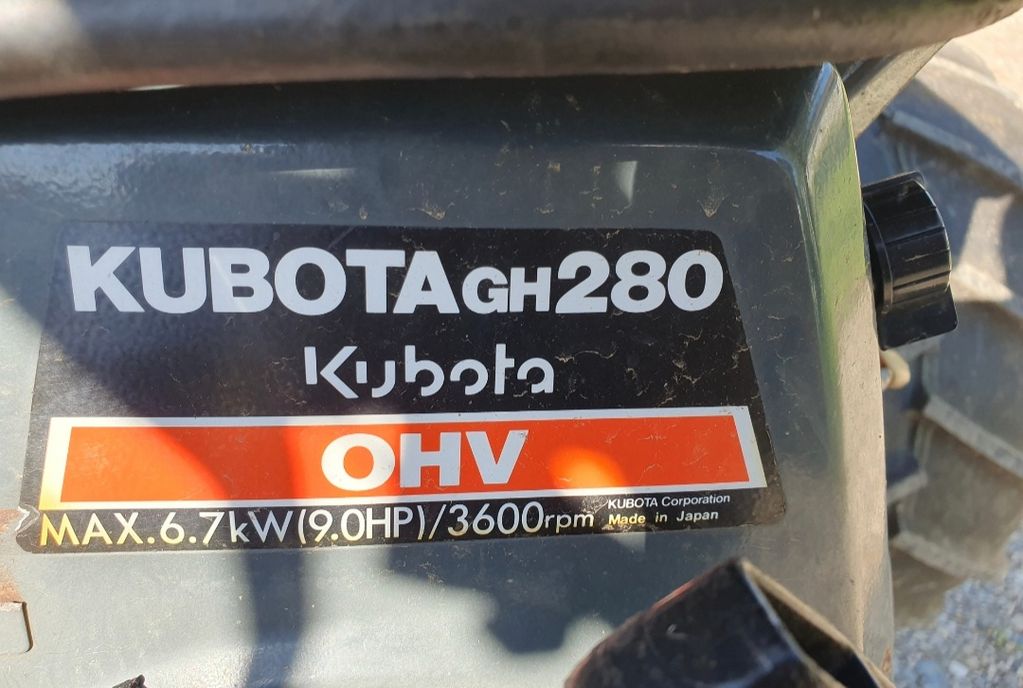 KUBOTA GH280
Kubota
OHV
MAX.6.7kW(9.0HP)/3600rpm
KUBOTA Corporation
Made in Japan